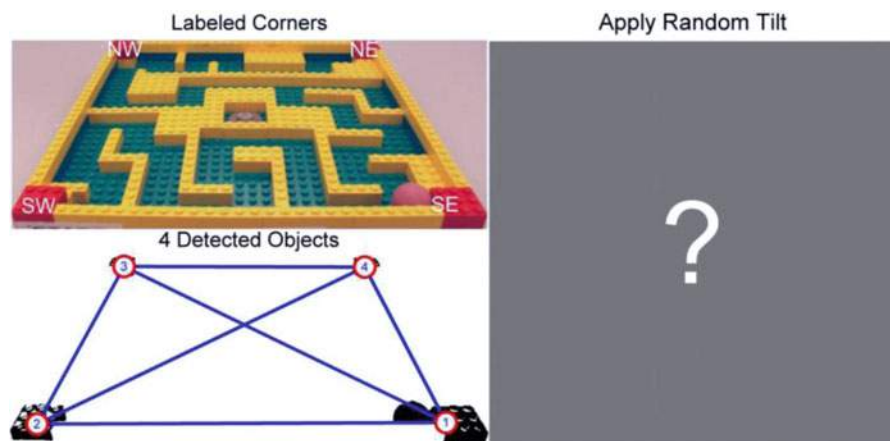 Labeled Corners
NW
NE
SW
SE
4 Detected Objects
3
4
2
1
Apply Random Tilt
?